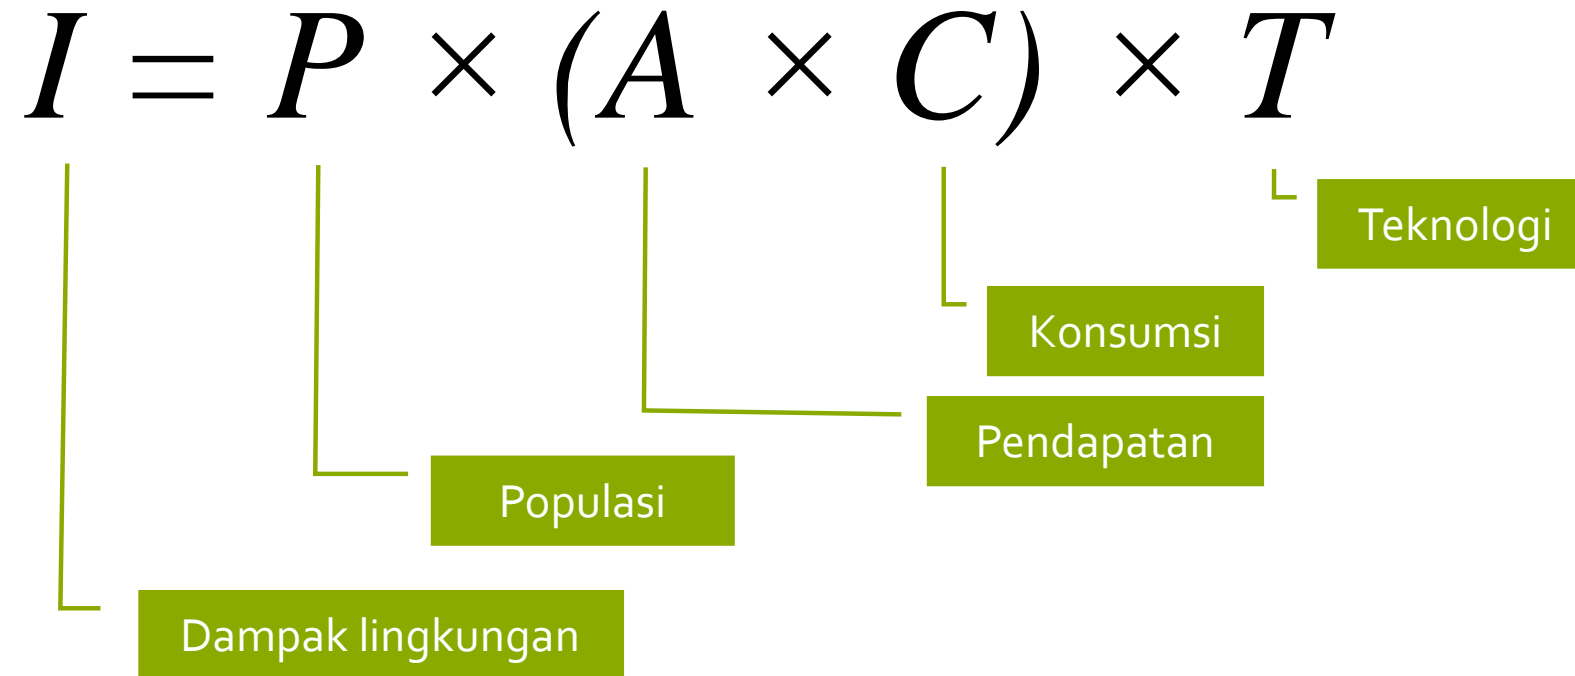 I = P × (A × C) × T
Teknologi
Konsumsi
Pendapatan
Populasi
Dampak lingkungan